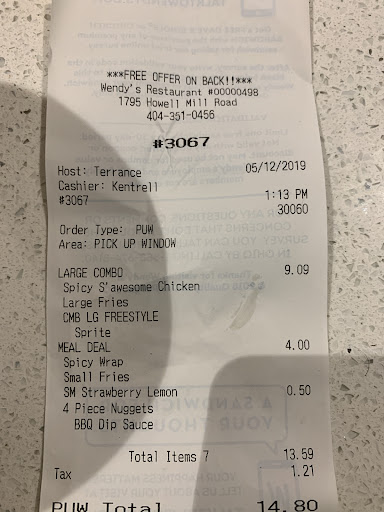 ***FREE OFFER ON BACK!!***
Wendy's Restaurant #00000498
1795 Howell Mill Road
404-351-0456
#3067
Host: Terrance 05/12/2019
Cashier: Kentrell
#3067 1:13 PM
30060
Order Type: PUW
Area: PICK UP WINDOW
LARGE COMBO 9.09
Spicy S'awesome Chicken
Large Fries
CMB LG FREESTYLE
Sprite
MEAL DEAL 4.00
Spicy Wrap
Small Fries
SM Strawberry Lemon 0.50
4 Piece Nuggets
BBQ Dip Sauce
Total Items 7 13.59
Tax 1.21
PUW Total 14.80